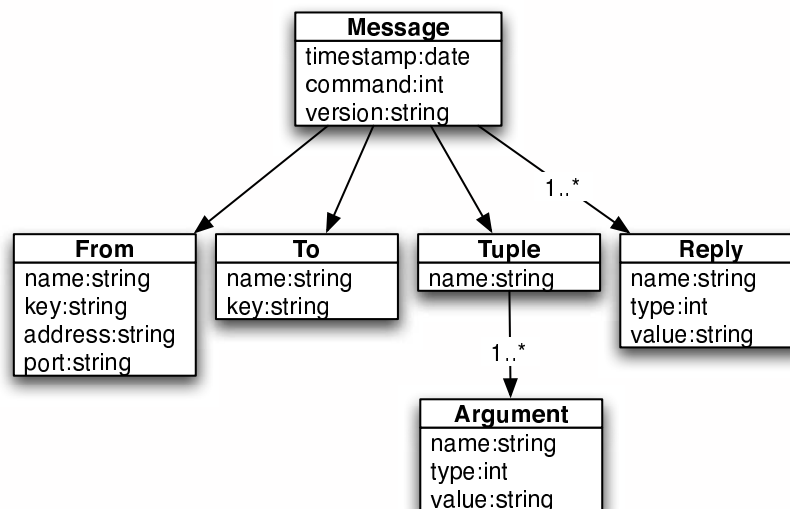 Message
timestamp:date
command:int
version:string
1..*
From
name:string
key:string
address:string
port:string
To
name:string
key:string
Tuple
name:string
Reply
name:string
type:int
value:string
1..*
Argument
name:string
type:int
value:string